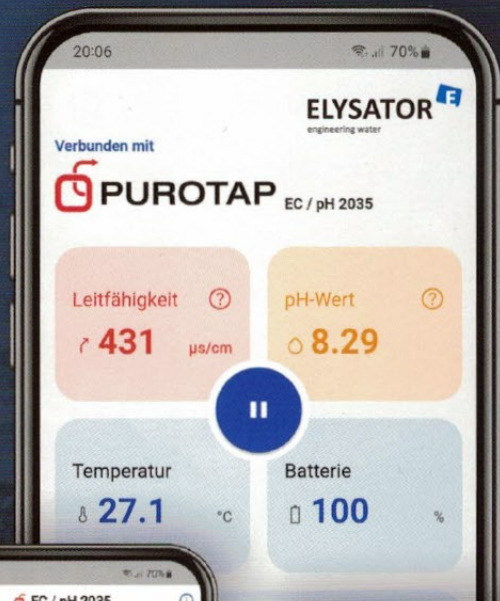 20:06
70%
ELYSATOR
engineering water
Verbunden mit
PUROTAP EC / pH 2035
Leitfähigkeit ?
431 µs/cm
pH-Wert ?
8.29
Temperatur
27.1 °C
Batterie
100 %
70%
EC / pH 2035